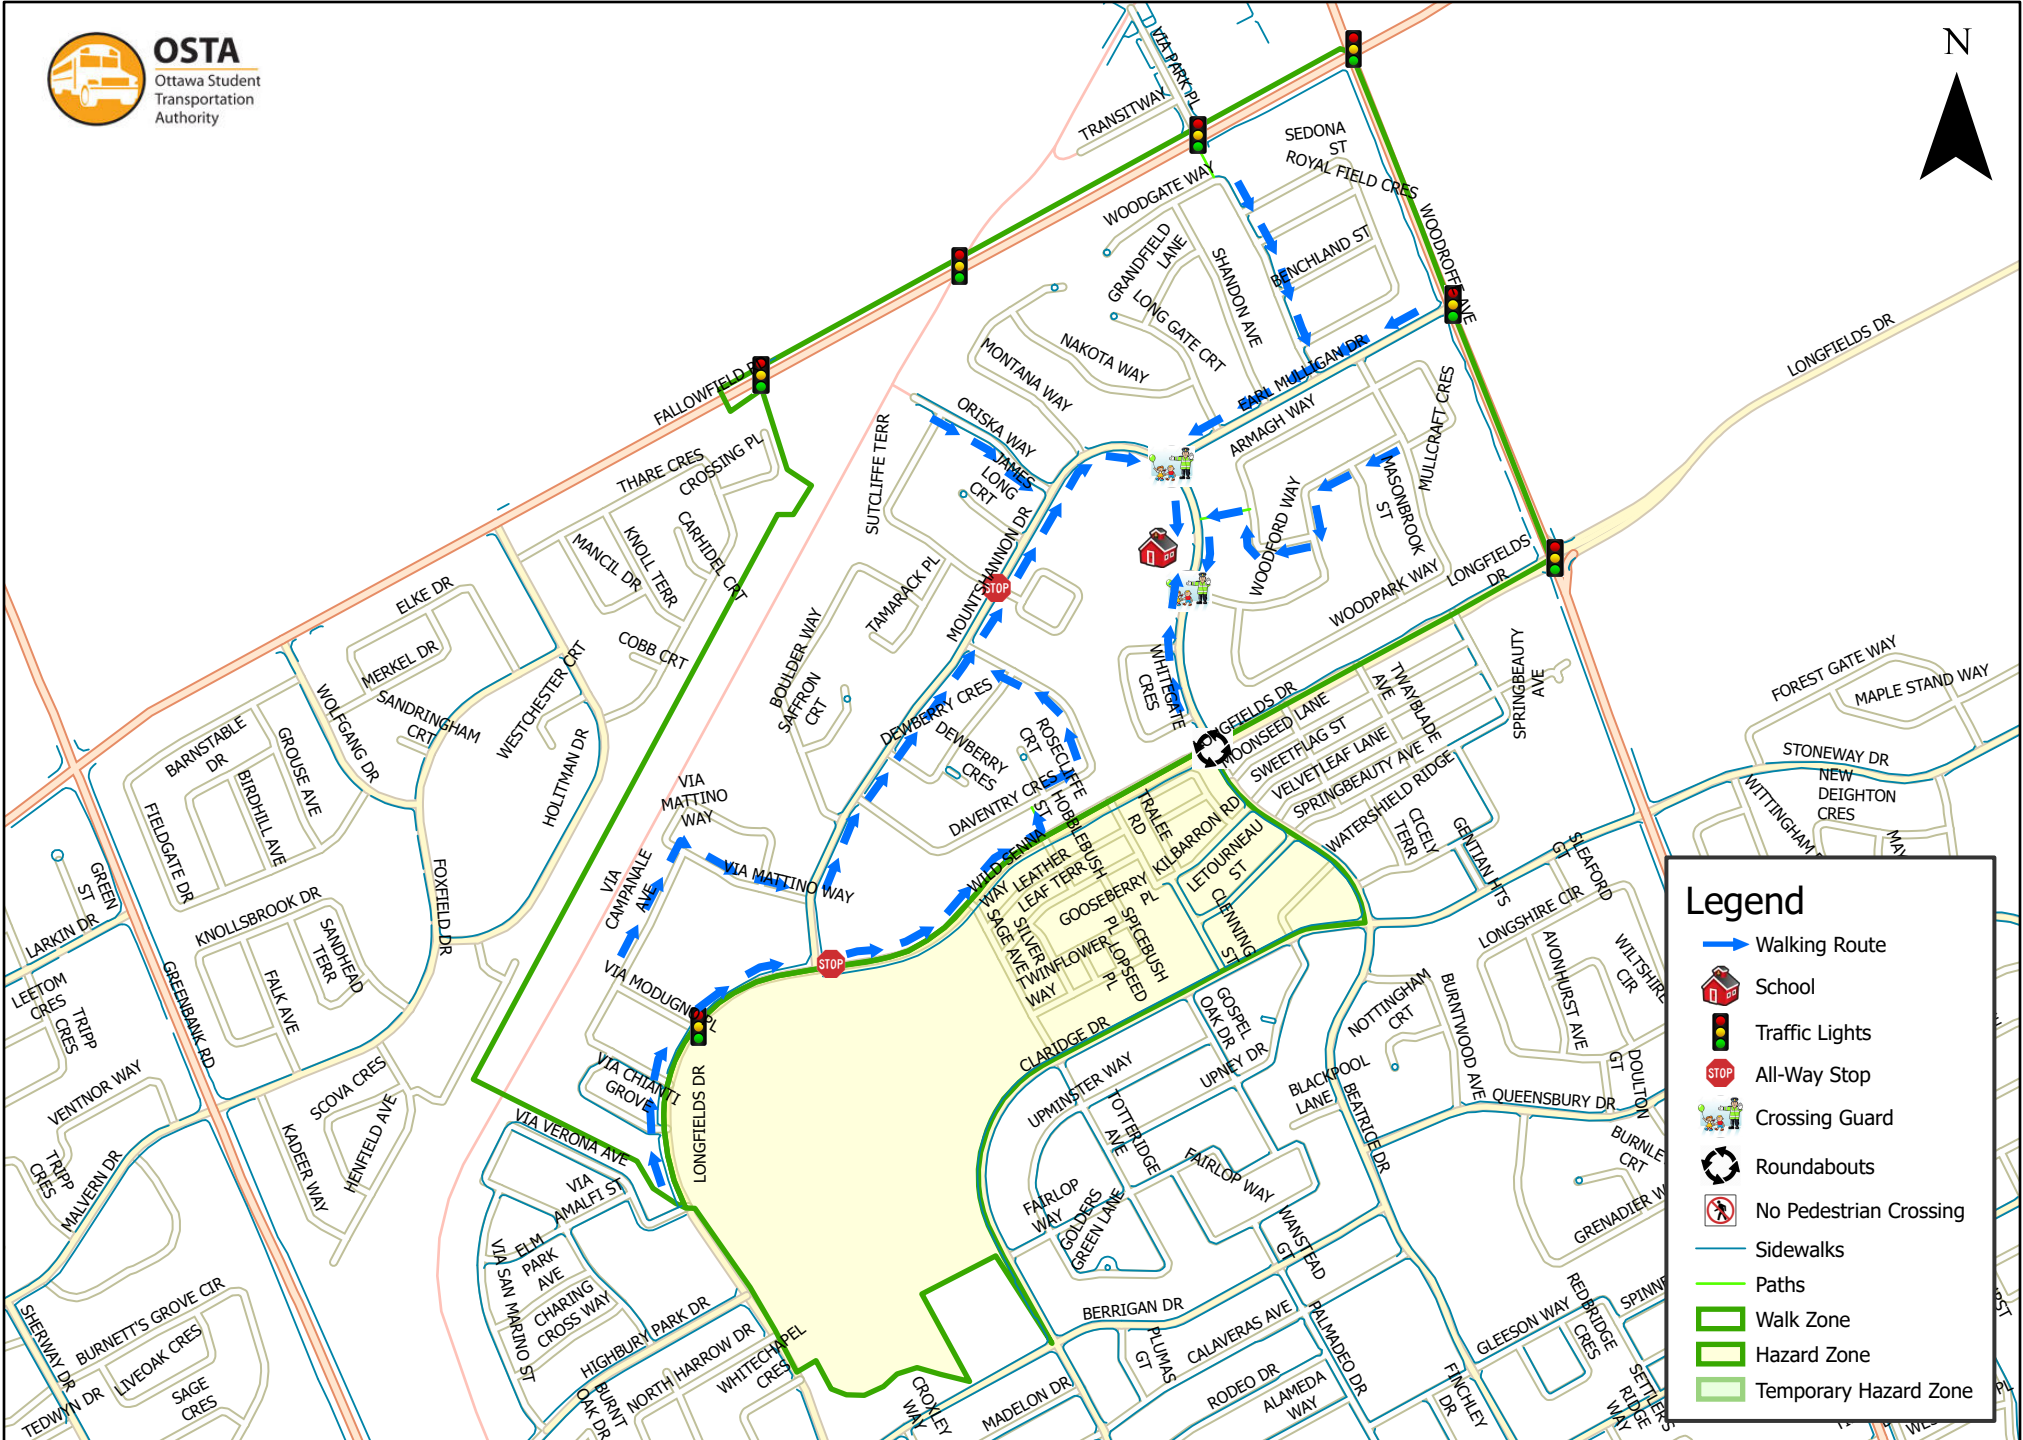 OSTA
Ottawa Student
Transportation
Authority
N
VIA PARK PL
TRANSITWAY
SEDONA
ST
ROYAL FIELD CRES
WOODGATE WAY
WOODROFFE AVE
GRANDFIELD
LANE
SHANDON AVE
BENCHLAND ST
LONG GATE CRT
NAKOTA WAY
MONTANA WAY
EARL MULLIGAN DR
ARMAGH WAY
LONGFIELDS DR
FALLOWFIELD
ORISKA WAY
JAMES
LONG
CRT
SUTCLIFFE TERR
MULLCRAFT CRES
MASONBROOK
ST
WOODFORD WAY
THARE CRES
CROSSING PL
CARHIDEL CRT
KNOLL TERR
MANCIL DR
MOUNTSHANNON DR
TAMARACK PL
LONGFIELDS
DR
WOODPARK WAY
ELKE DR
MERKEL DR
COBB CRT
BOULDER WAY
SAFFRON
CRT
WHITEGATE
CRES
SPRINGBEAUTY
AVE
TWAYBLADE
AVE
FOREST GATE WAY
MAPLE STAND WAY
WOLFGANG DR
SANDRINGHAM
CRT
WESTCHESTER CRT
HOLITMAN DR
BARNSTABLE
DR
GROUSE AVE
BIRDHILL AVE
FIELDGATE DR
DEWBERRY CRES
DEWBERRY
CRES
ROSECLIFFE
CRT
MOONSEED LANE
SWEETFLAG ST
VELVETLEAF LANE
SPRINGBEAUTY AVE
WATERSHIELD RIDGE
STONEWAY DR
NEW
DEIGHTON
CRES
VIA
MATTINO
WAY
DAVENTRY CRES
HOBBLEBUSH
ST
TRALEE
RD
KILBARRON RD
LETOURNEAU
ST
CICELY
TERR
GENTIAN HTS
SLEAFORD
GT
GREEN
ST
LARKIN DR
KNOLLSBROOK DR
SANDHEAD
TERR
FALK AVE
FOXFIELD DR
GREENBANK RD
VIA
CAMPANALE
AVE
VIA MATTINO WAY
WILD SENNA
WAY
LEATHER
LEAF TERR
GOOSEBERRY
PL
SILVER
SAGE AVE
TWINFLOWER
WAY
SPICEBUSH
PL
LOPSEED
PL
CLENNING
ST
LONGSHIRE CIR
AVONHURST AVE
WILTSHIRE
CIR
LEETOM
CRES
TRIPP
CRES
VIA MODUGNO PL
VIA CHIANTI
GROVE
LONGFIELDS DR
CLARIDGE DR
GOSPEL
OAK DR
NOTTINGHAM
CRT
BURNTWOOD AVE
VENTNOR WAY
SCOVA CRES
HENFIELD AVE
KADEER WAY
TRIPP
CRES
MALVERN DR
VIA VERONA AVE
VIA
AMALFI ST
UPMINSTER WAY
UPNEY DR
TOTTERIDGE
AVE
BLACKPOOL
LANE
BEATRICE DR
QUEENSBURY DR
DOULTON
GT
FAIRLOP WAY
FAIRLOP
WAY
GOLDERS
GREEN LANE
WANSTEAD
GT
ELM
PARK
AVE
VIA SAN MARINO ST
CHARING
CROSS WAY
HIGHBURY PARK DR
NORTH HARROW DR
WHITECHAPEL
CRES
BURNT
OAK DR
SHERWAY DR
BURNETT'S GROVE CIR
LIVEOAK CRES
SAGE
CRES
TEDWYN DR
BERRIGAN DR
PLUMAS
GT
CALAVERAS AVE
RODEO DR
ALAMEDA
WAY
PALMADEO DR
CROXLEY
WAY
MADELON DR
FINCHLEY
DR
GLEESON WAY
REDBRIDGE
CRES
SETTLERS
RIDGE
WAY
STOP
STOP
Legend
Walking Route
School
Traffic Lights
STOP
All-Way Stop
Crossing Guard
Roundabouts
No Pedestrian Crossing
Sidewalks
Paths
Walk Zone
Hazard Zone
Temporary Hazard Zone